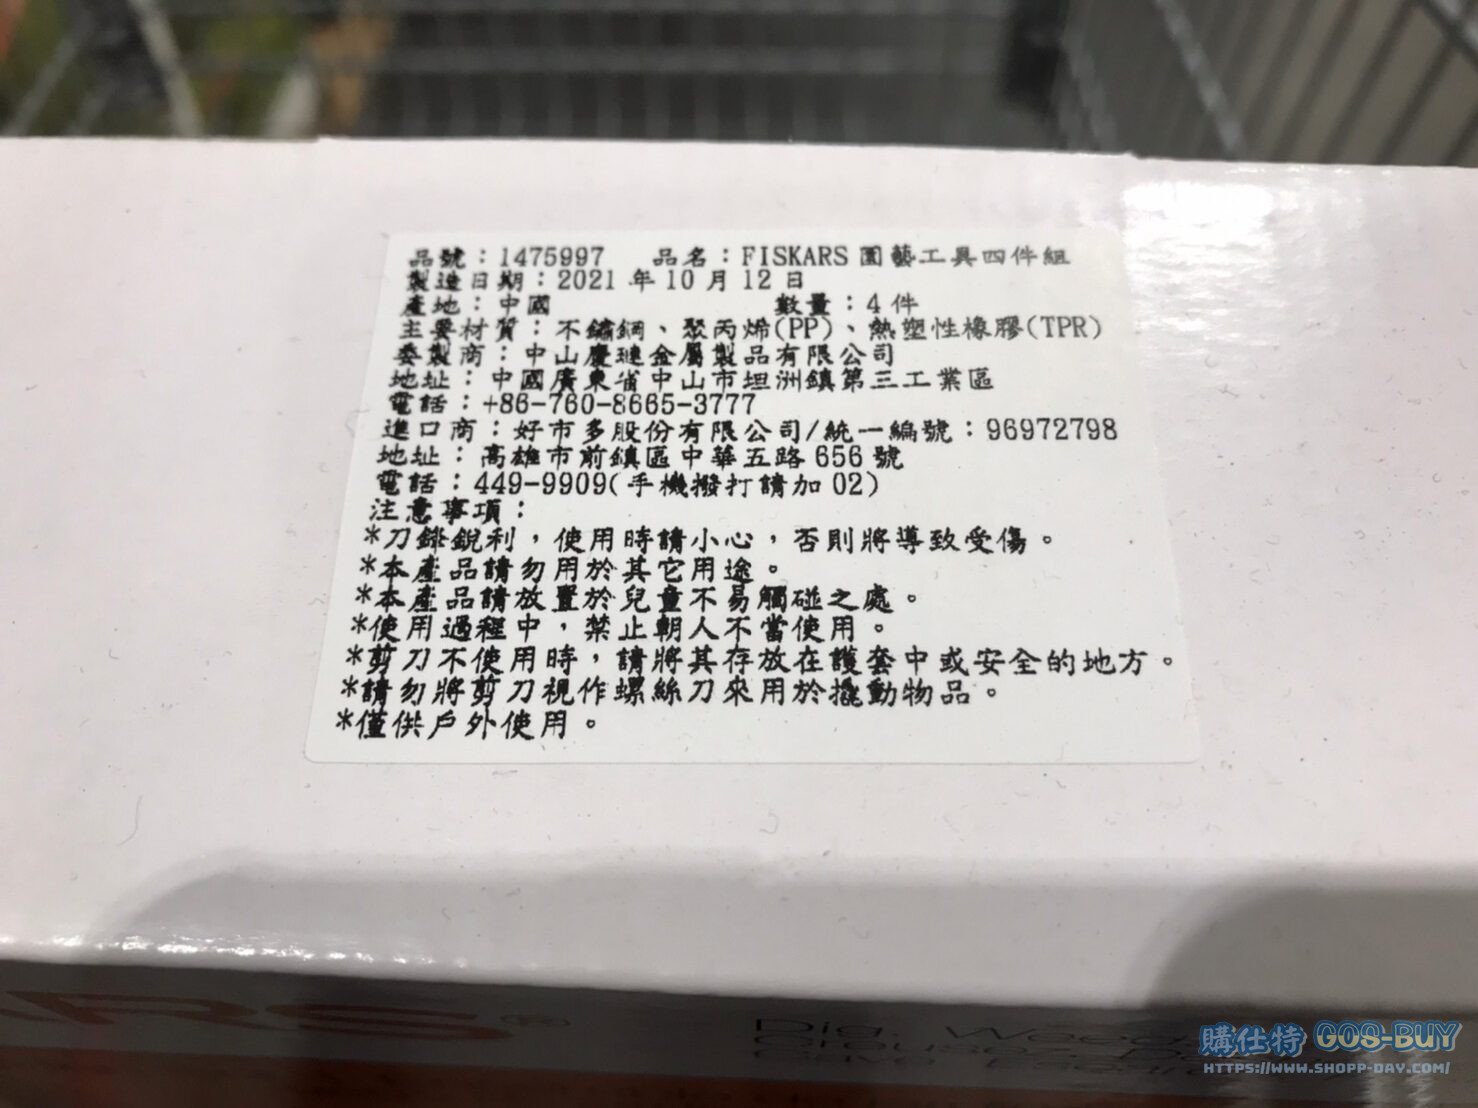 品號：1475997 品名：FISKARS 園藝工具四件組
製造日期：2021 年 10 月 12 日
產地：中國 數量：4 件
主要材質：不鏽鋼、聚丙烯(PP)、熱塑性橡膠(TPR)
委製商：中山慶璉金屬製品有限公司
地址：中國廣東省中山市坦洲鎮第三工業區
電話：+86-760-8665-3777
進口商：好市多股份有限公司/統一編號：96972798
地址：高雄市前鎮區中華五路 656 號
電話：449-9909(手機撥打請加 02)
注意事項：
*刀鋒銳利，使用時請小心，否則將導致受傷。
*本產品請勿用於其它用途。
*本產品請放置於兒童不易觸碰之處。
*使用過程中，禁止朝人不當使用。
*剪刀不使用時，請將其存放在護套中或安全的地方。
*請勿將剪刀視作螺絲刀來用於撬動物品。
*僅供戶外使用。
ARS®
Dig,
購仕特 GOS-BUY
HTTPS://WWW.SHOPP-DAY.COM/